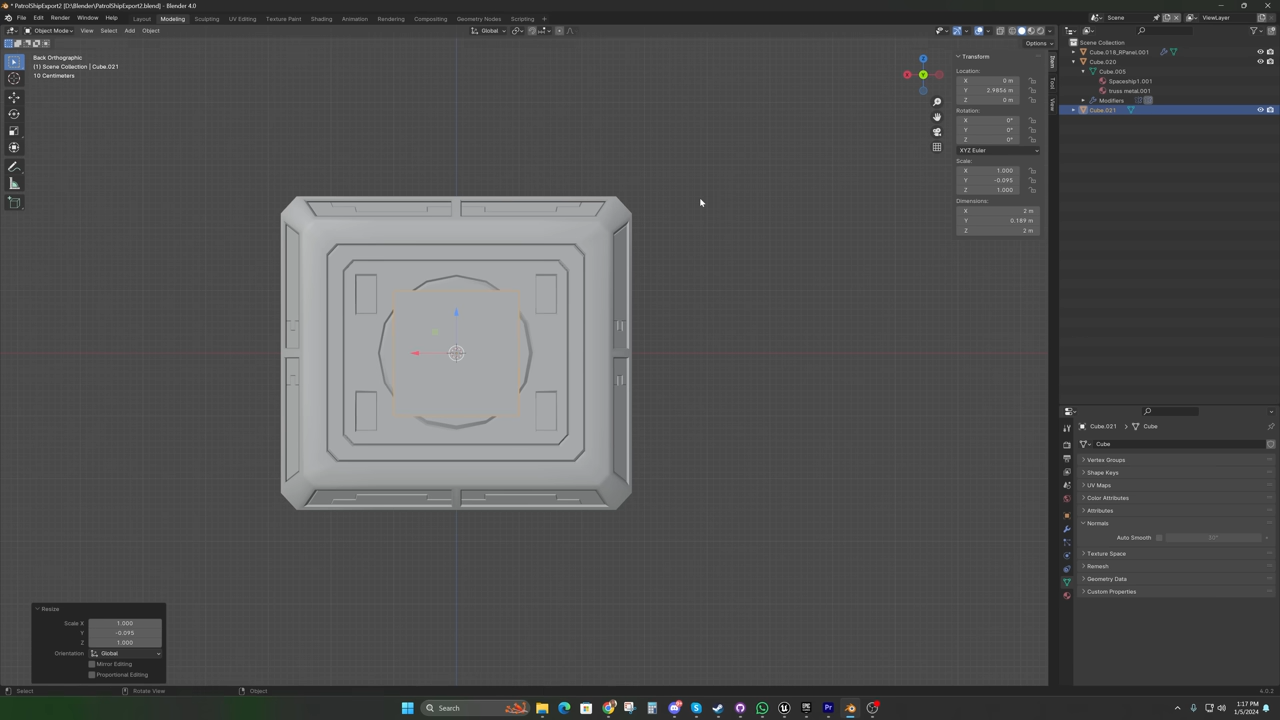 PatrolShipExport2 [D:\Blender\PatrolShipExport2.blend] - Blender 4.0
File Edit Render Window Help Layout Modeling Sculpting UV Editing Texture Paint Shading Animation Rendering Compositing Geometry Nodes Scripting Scene ViewLayer
Object Mode View Select Add Object Global
Options
Back Orthographic
(1) Scene Collection | Cube.021
10 Centimeters
Transform
Location:
X 0 m
Y 2.9856 m
Z 0 m
Rotation:
X 0°
Y 0°
Z 0°
XYZ Euler
Scale:
X 1.000
Y -0.095
Z 1.000
Dimensions:
X 2 m
Y 0.189 m
Z 2 m
Item
Tool
View
Scene Collection
Cube.018_RPanel.001
Cube.020
Cube.005
Spaceship1.001
truss metal.001
Modifiers
Cube.021
Cube.021 > Cube
Cube
Vertex Groups
Shape Keys
UV Maps
Color Attributes
Attributes
Normals
Auto Smooth 30°
Texture Space
Remesh
Geometry Data
Custom Properties
Resize
Scale X 1.000
Y -0.095
Z 1.000
Orientation Global
Mirror Editing
Proportional Editing
Select Rotate View Object 4.0.2
Search
1:17 PM
1/5/2024